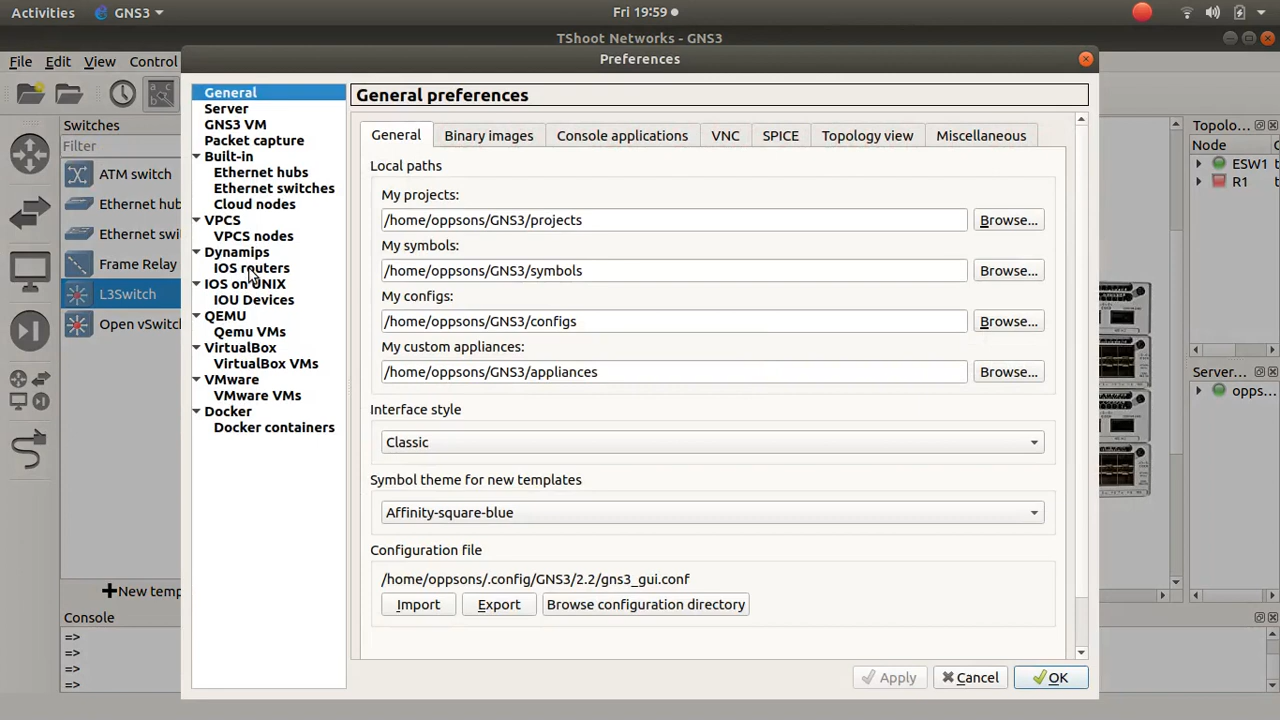 Activities GNS3 Fri 19:59
TShoot Networks - GNS3
File Edit View Control
Preferences
Switches
Filter
ATM switch
Ethernet hub
Ethernet swi
Frame Relay
L3Switch
Open vSwitch
New temp
Console
=>
=>
=>
=>
General
Server
GNS3 VM
Packet capture
Built-in
Ethernet hubs
Ethernet switches
Cloud nodes
VPCS
VPCS nodes
Dynamips
IOS routers
IOS on UNIX
IOU Devices
QEMU
Qemu VMs
VirtualBox
VirtualBox VMs
VMware
VMware VMs
Docker
Docker containers
General preferences
General Binary images Console applications VNC SPICE Topology view Miscellaneous
Local paths
My projects:
/home/oppsons/GNS3/projects Browse...
My symbols:
/home/oppsons/GNS3/symbols Browse...
My configs:
/home/oppsons/GNS3/configs Browse...
My custom appliances:
/home/oppsons/GNS3/appliances Browse...
Interface style
Classic
Symbol theme for new templates
Affinity-square-blue
Configuration file
/home/oppsons/.config/GNS3/2.2/gns3_gui.conf
Import Export Browse configuration directory
Apply Cancel OK
Topolo...
Node C
ESW1 t
R1 t
Server...
opps...